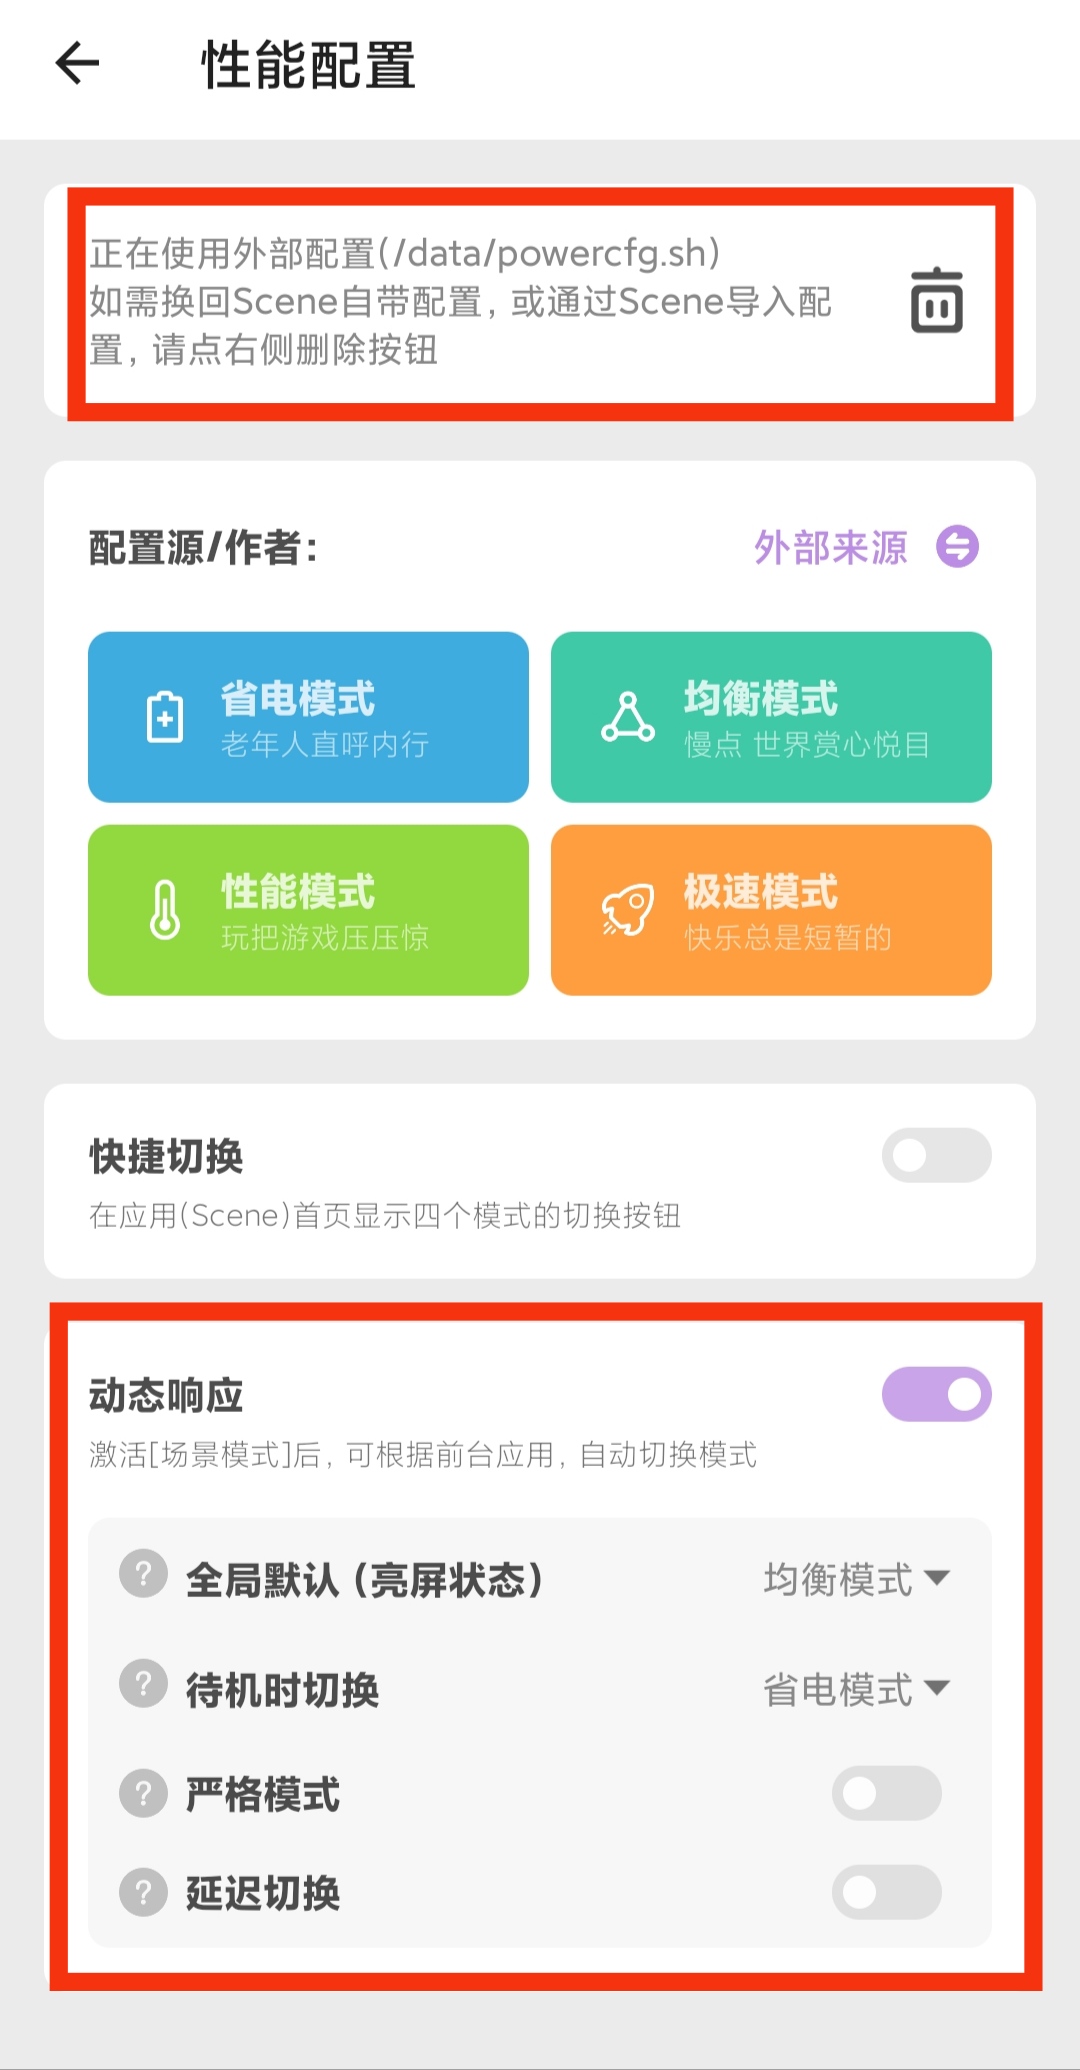 性能配置
正在使用外部配置(/data/powercfg.sh)
如需换回Scene自带配置, 或通过Scene导入配
置, 请点右侧删除按钮
配置源/作者:
外部来源
省电模式
老年人直呼内行
均衡模式
慢点 世界赏心悦目
性能模式
玩把游戏压压惊
极速模式
快乐总是短暂的
快捷切换
在应用(Scene)首页显示四个模式的切换按钮
动态响应
激活[场景模式]后, 可根据前台应用, 自动切换模式
? 全局默认 (亮屏状态)
均衡模式
? 待机时切换
省电模式
? 严格模式
? 延迟切换